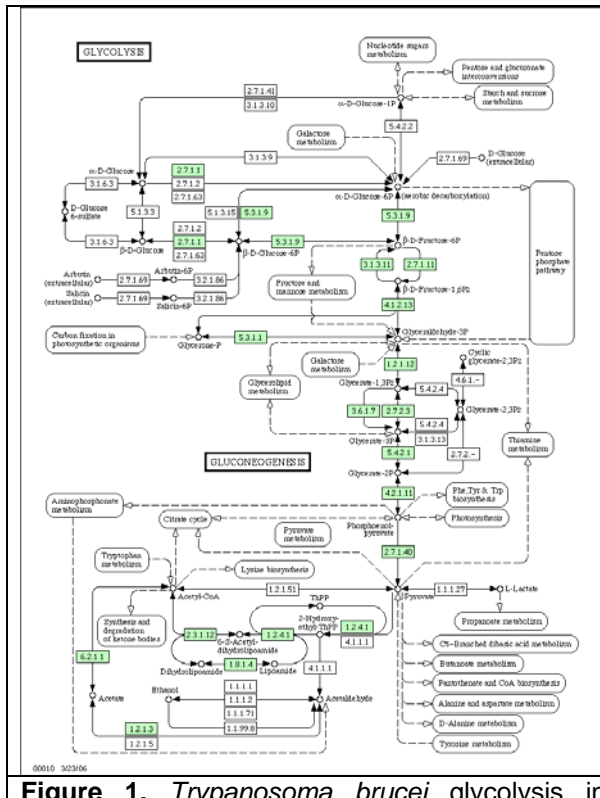 GLYCOLYSIS
Nucleotide sugars
metabolism
Pentose and glucuronate
interconversions
Starch and sucrose
metabolism
2.7.1.41
3.1.3.10
α-D-Glucose-1P
5.4.2.2
Galactose
metabolism
3.1.3.9
2.7.1.69
D-Glucose
(extracellular)
α-D-Glucose
2.7.1.1
2.7.1.2
2.7.1.63
α-D-Glucose-6P
(aerobic decarboxylation)
3.1.6.3
D-Glucose
6-sulfate
5.1.3.3
5.1.3.15
5.3.1.9
5.3.1.9
2.7.1.2
2.7.1.1
2.7.1.63
3.1.6.3
β-D-Glucose
β-D-Glucose-6P
5.3.1.9
β-D-Fructose-6P
Pentose
phosphate
pathway
3.1.3.11
2.7.1.11
Arbutin
(extracellular)
2.7.1.69
Arbutin-6P
3.2.1.86
Salicin
(extracellular)
2.7.1.69
Salicin-6P
3.2.1.86
Fructose and
mannose metabolism
β-D-Fructose-1,6P2
4.1.2.13
Carbon fixation in
photosynthetic organisms
Glycerone-P
5.3.1.1
Glyceraldehyde-3P
Galactose
metabolism
1.2.1.12
Cyclic
glycerate-2,3P2
Glycerolipid
metabolism
Glycerate-1,3P2
5.4.2.4
4.6.1.-
3.6.1.7
2.7.2.3
Glycerate-2,3P2
5.4.2.4
3.1.3.13
Glycerate-3P
2.7.2.-
5.4.2.1
Thiamine
metabolism
GLUCONEOGENESIS
Glycerate-2P
4.2.1.11
Phe,Tyr & Trp
biosynthesis
Aminophosphonate
metabolism
Citrate cycle
Pyruvate
metabolism
Phosphoenol-
pyruvate
Photosynthesis
2.7.1.40
Tryptophan
metabolism
Lysine biosynthesis
Acetyl-CoA
1.2.1.51
Pyruvate
1.1.1.27
L-Lactate
ThPP
Propanoate metabolism
Synthesis and
degradation
of ketone bodies
2-Hydroxy-
ethyl-ThPP
1.2.4.1
4.1.1.1
2.3.1.12
6-S-Acetyl-
dihydrolipoamide
1.2.4.1
C5-Branched dibasic acid metabolism
6.2.1.1
Dihydrolipoamide
Lipoamide
1.8.1.4
4.1.1.1
Butanoate metabolism
Pantothenate and CoA biosynthesis
Acetate
Ethanol
1.1.1.1
1.1.1.2
1.1.1.71
1.1.99.8
Acetaldehyde
Alanine and aspartate metabolism
D-Alanine metabolism
Tyrosine metabolism
1.2.1.3
1.2.1.5
00010 3/23/06
Figure 1. Trypanosoma brucei glycolysis in